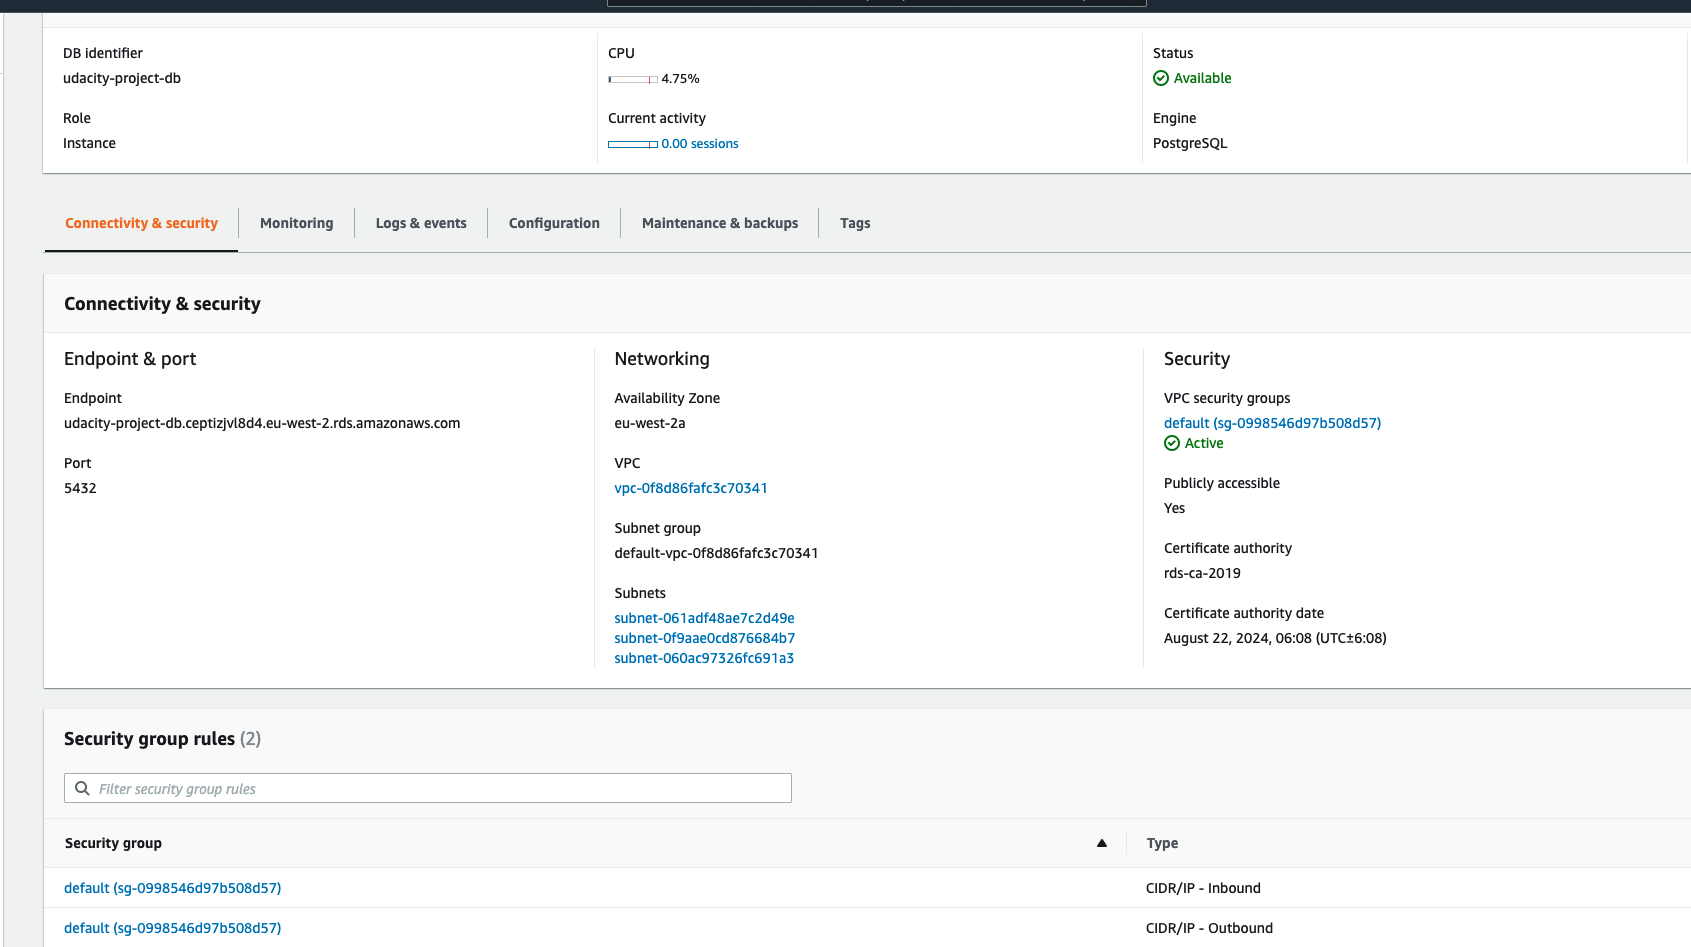 DB identifier
udacity-project-db
Role
Instance
CPU
4.75%
Current activity
0.00 sessions
Status
Available
Engine
PostgreSQL
Connectivity & security
Monitoring
Logs & events
Configuration
Maintenance & backups
Tags
Connectivity & security
Endpoint & port
Endpoint
udacity-project-db.ceptizjvl8d4.eu-west-2.rds.amazonaws.com
Port
5432
Networking
Availability Zone
eu-west-2a
VPC
vpc-0f8d86fafc3c70341
Subnet group
default-vpc-0f8d86fafc3c70341
Subnets
subnet-061adf48ae7c2d49e
subnet-0f9aae0cd876684b7
subnet-060ac97326fc691a3
Security
VPC security groups
default (sg-0998546d97b508d57)
Active
Publicly accessible
Yes
Certificate authority
rds-ca-2019
Certificate authority date
August 22, 2024, 06:08 (UTC±6:08)
Security group rules (2)
Filter security group rules
Security group
Type
default (sg-0998546d97b508d57)
CIDR/IP - Inbound
default (sg-0998546d97b508d57)
CIDR/IP - Outbound